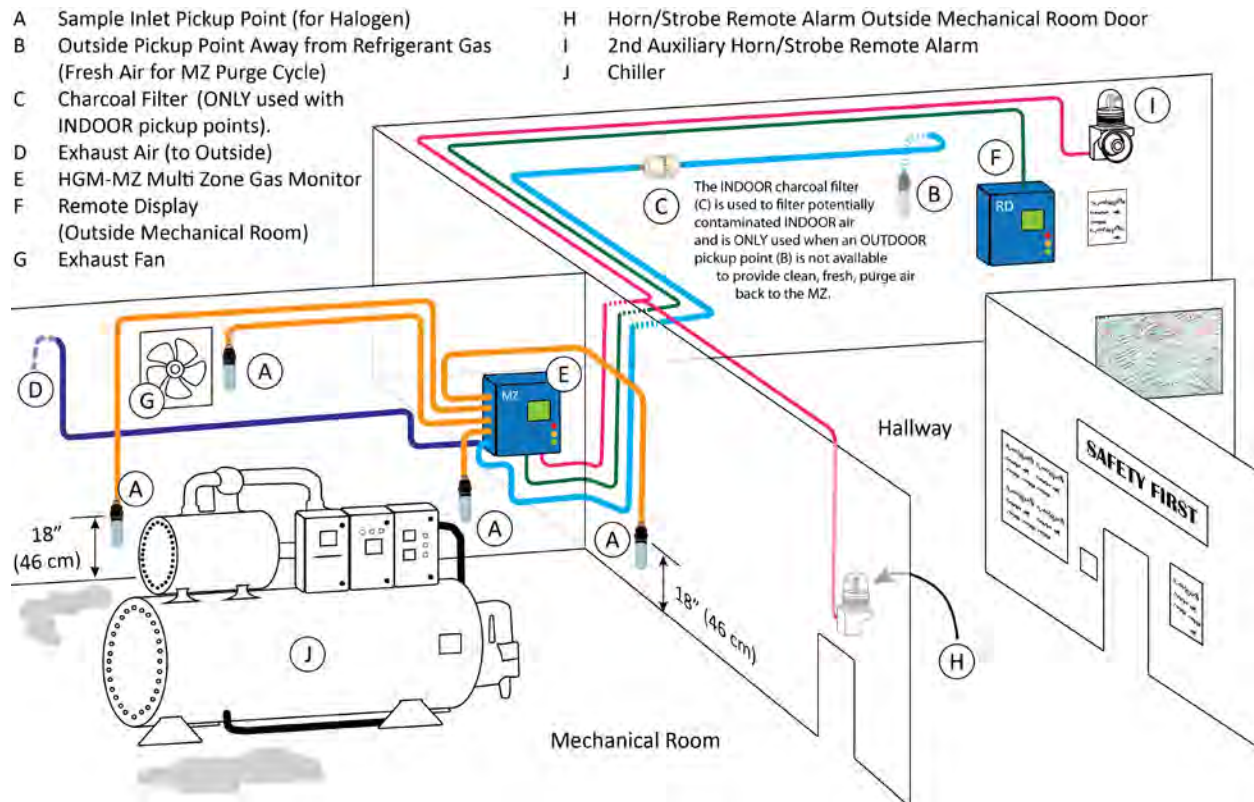 A Sample Inlet Pickup Point (for Halogen)
B Outside Pickup Point Away from Refrigerant Gas
(Fresh Air for MZ Purge Cycle)
C Charcoal Filter (ONLY used with
INDOOR pickup points).
D Exhaust Air (to Outside)
E HGM-MZ Multi Zone Gas Monitor
F Remote Display
(Outside Mechanical Room)
G Exhaust Fan
H Horn/Strobe Remote Alarm Outside Mechanical Room Door
I 2nd Auxiliary Horn/Strobe Remote Alarm
J Chiller
I
F
C
B
The INDOOR charcoal filter
(C) is used to filter potentially
contaminated INDOOR air
and is ONLY used when an OUTDOOR
pickup point (B) is not available
to provide clean, fresh, purge air
back to the MZ.
RD
D
G
A
E
MZ
Hallway
SAFETY FIRST
A
A
A
18"
(46 cm)
18" (46 cm)
J
H
Mechanical Room